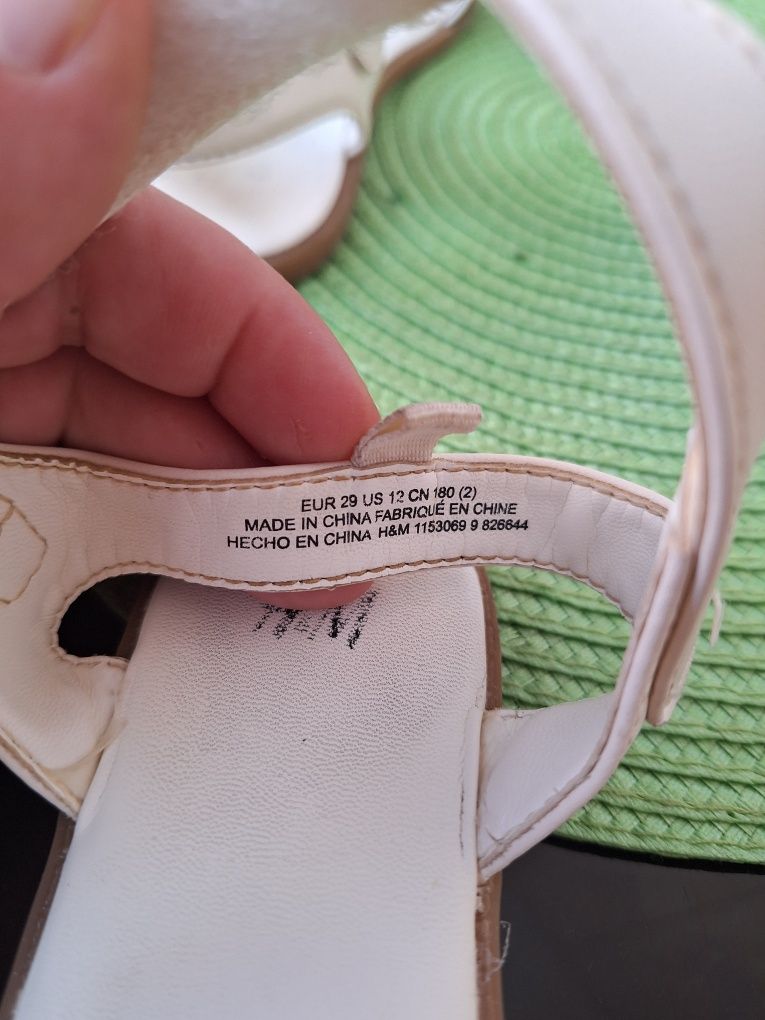 EUR 29 US 12 CN 180 (2)
MADE IN CHINA FABRIQUÉ EN CHINE
HECHO EN CHINA H&M 1153069 9 826644